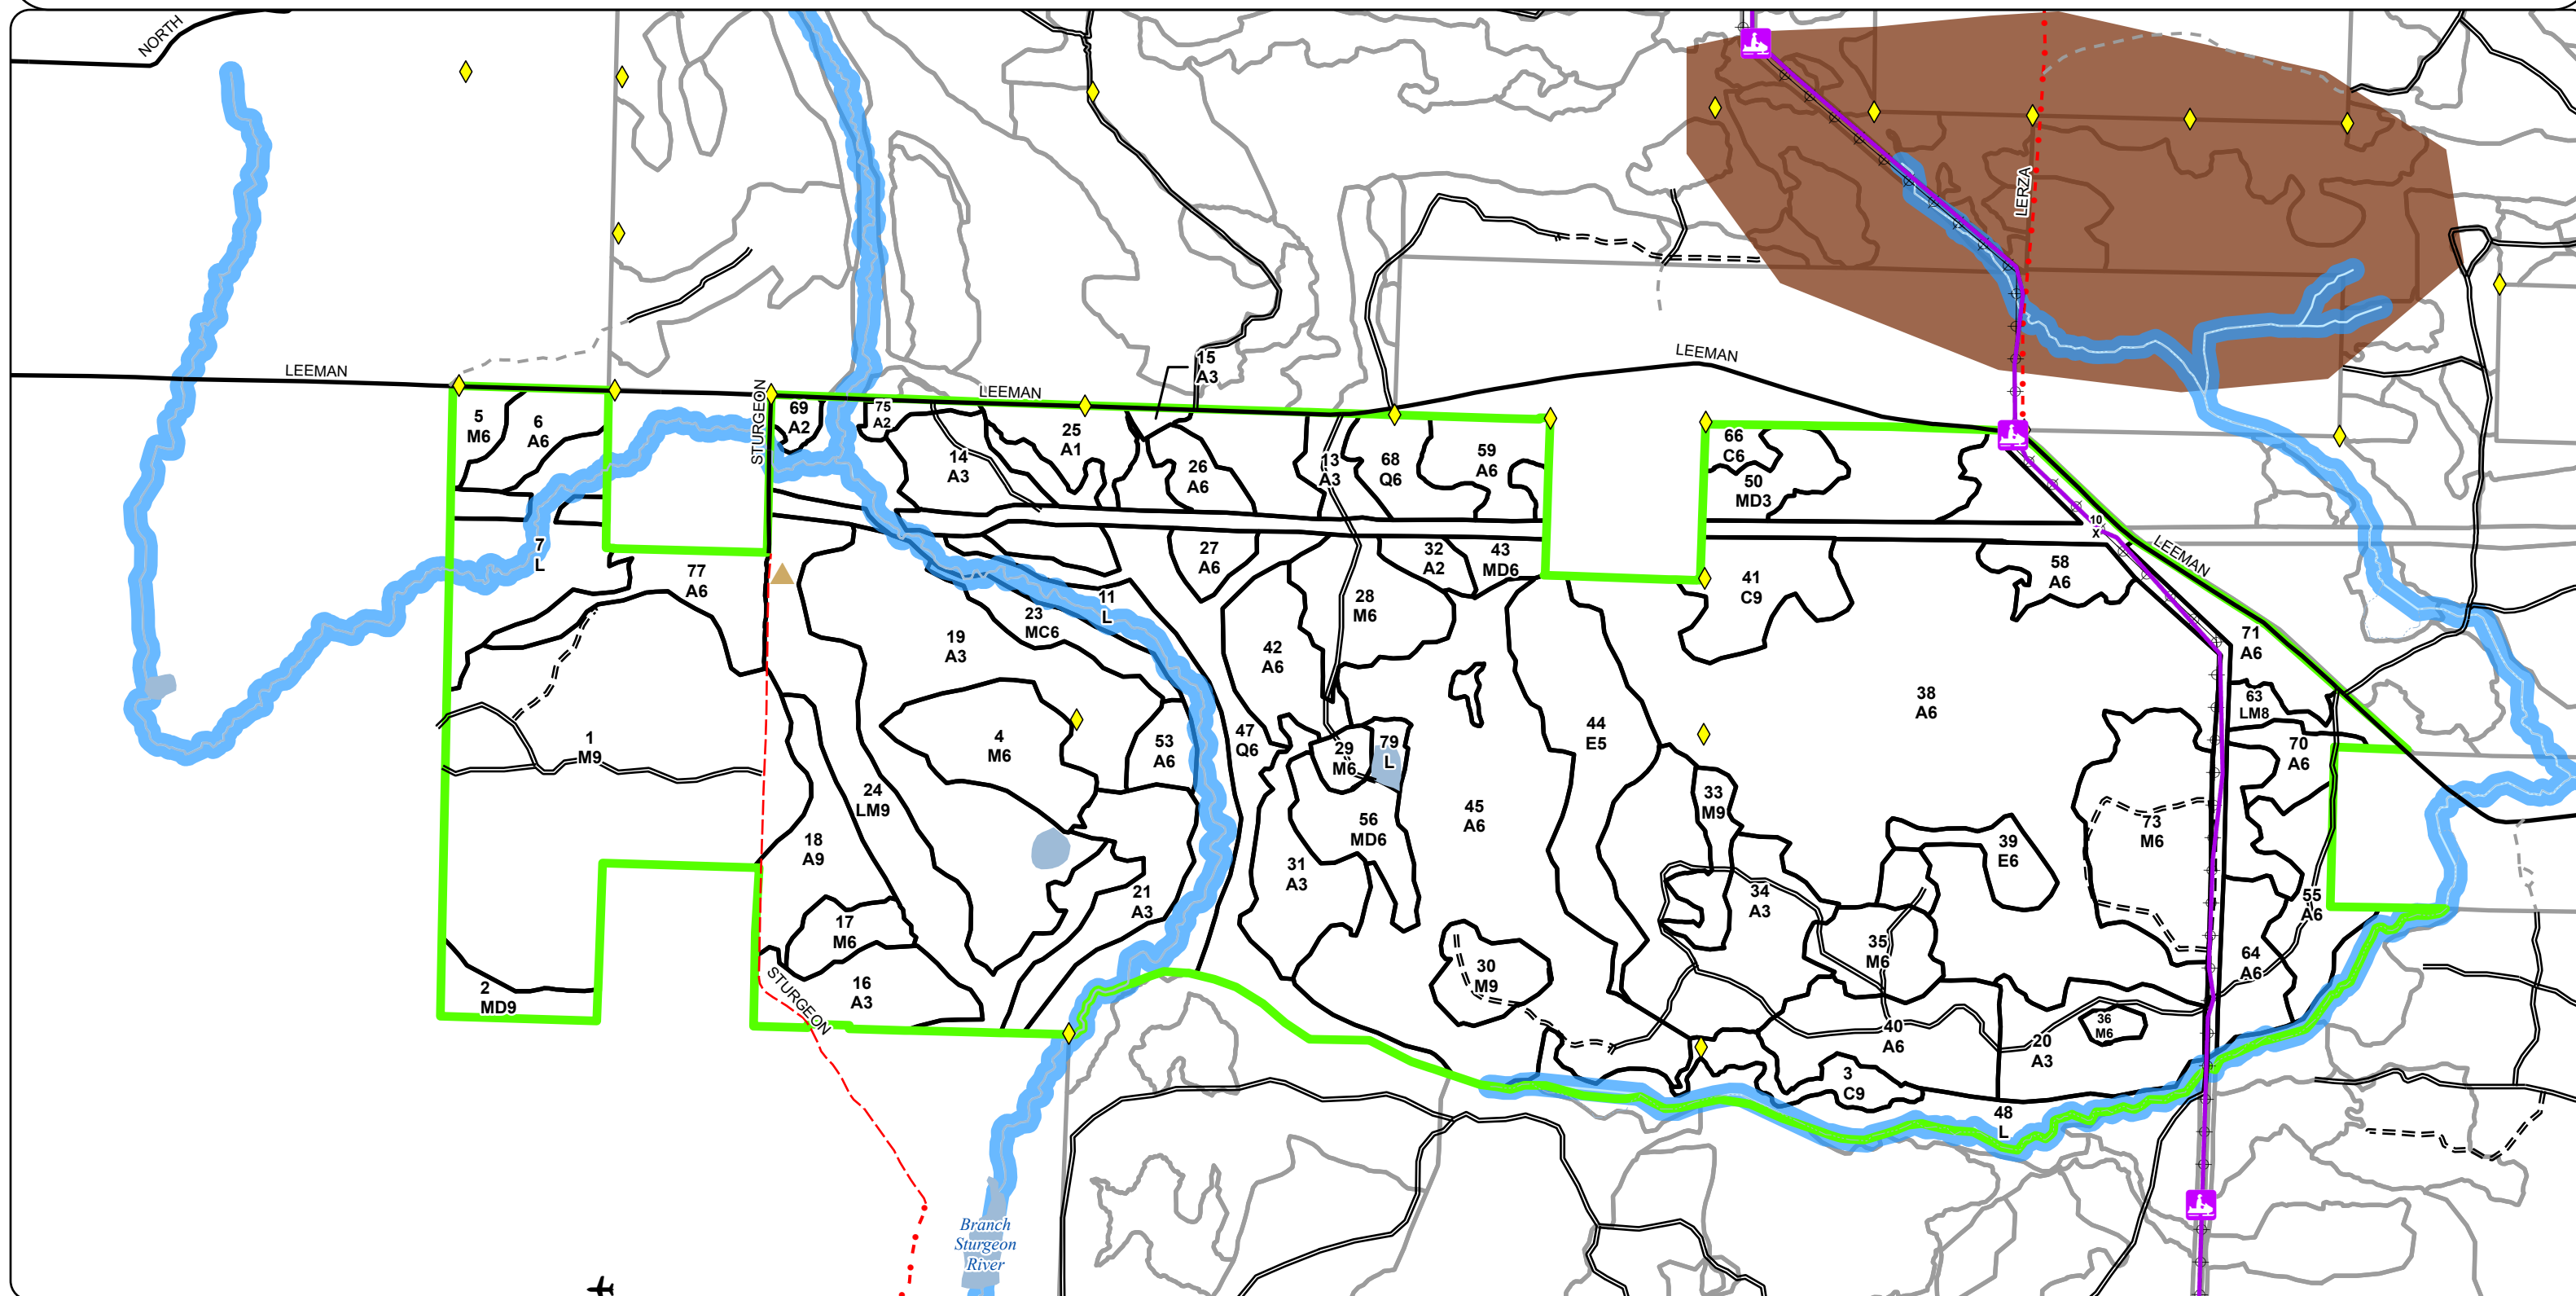 NORTH
LERZA
LEEMAN
LEEMAN
LEEMAN
LEEMAN
STURGEON
STURGEON
15
A3
5
M6
6
A6
69
A2
75
A2
14
A3
25
A1
26
A6
13
A3
68
Q6
59
A6
66
C6
50
MD3
10
X
7
L
77
A6
27
A6
32
A2
43
MD6
41
C9
58
A6
11
L
23
MC6
28
M6
19
A3
42
A6
71
A6
63
LM8
38
A6
1
M9
4
M6
53
A6
47
Q6
29
M6
79
L
44
E5
70
A6
24
LM9
33
M9
45
A6
56
MD6
73
M6
18
A9
39
E6
31
A3
21
A3
34
A3
55
A6
17
M6
35
M6
64
A6
30
M9
16
A3
2
MD9
40
A6
20
A3
36
M6
3
C9
48
L
Branch
Sturgeon
River